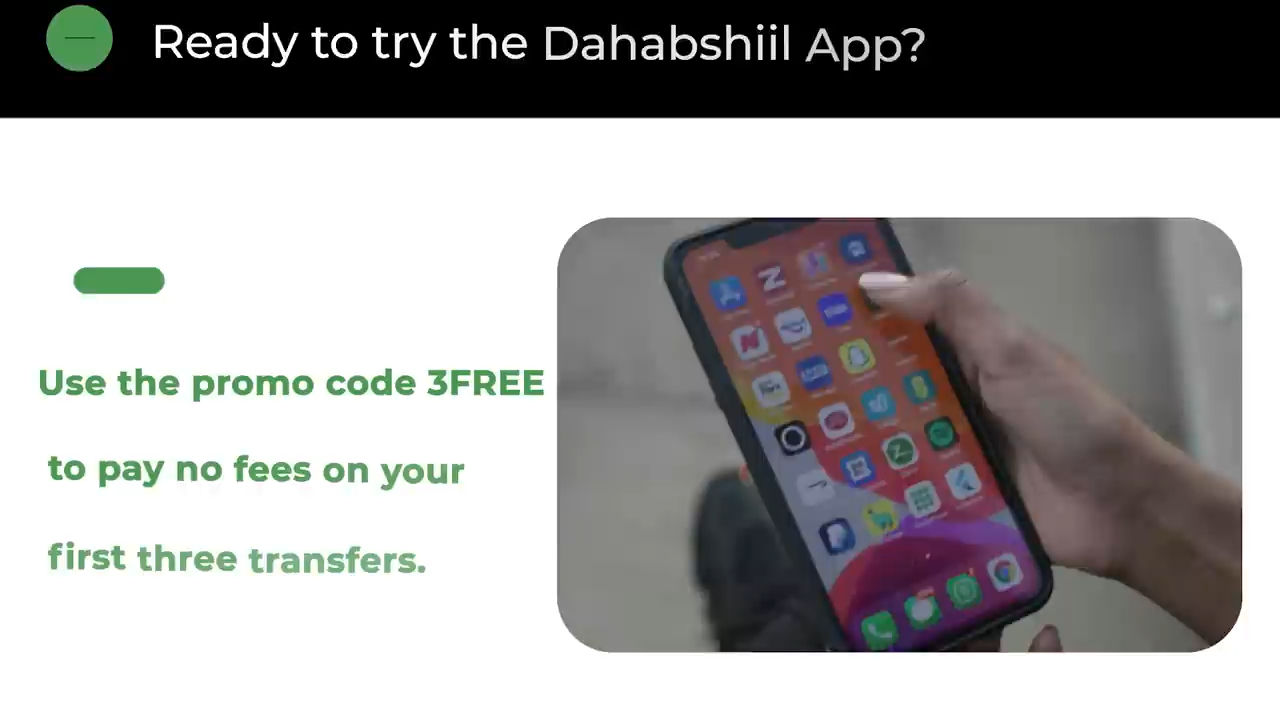 Ready to try the Dahabshiil App?
Use the promo code 3FREE
to pay no fees on your
first three transfers.